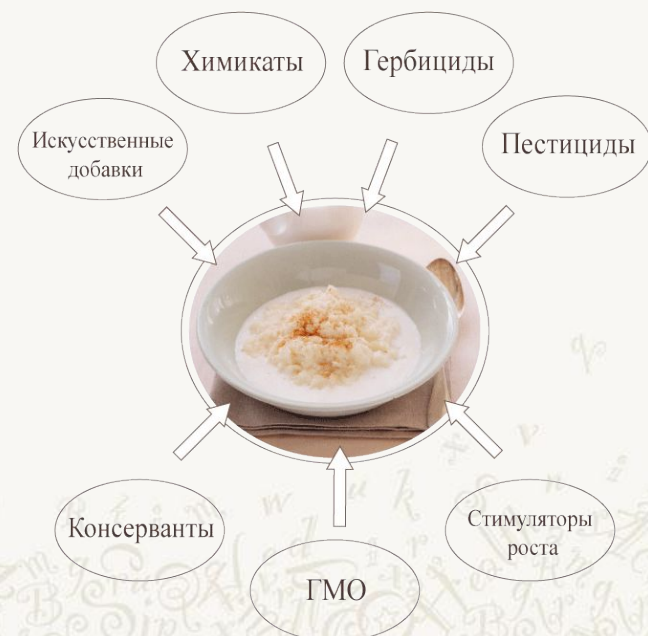 Химикаты
Гербициды
Искусственные
добавки
Пестициды
Консерванты
Стимуляторы
роста
ГМО